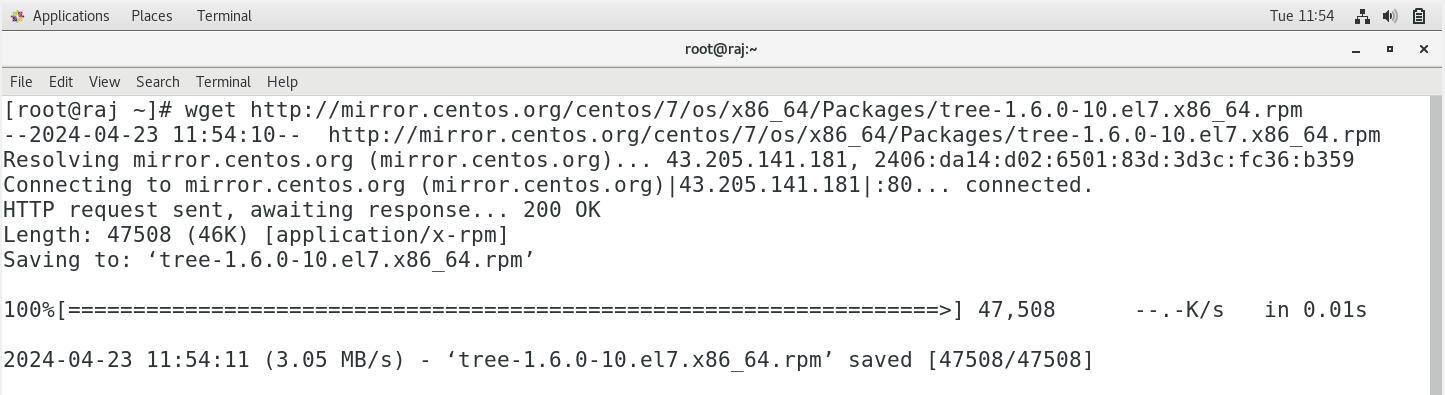 Applications Places Terminal Tue 11:54
root@raj:~
File Edit View Search Terminal Help
[root@raj ~]# wget http://mirror.centos.org/centos/7/os/x86_64/Packages/tree-1.6.0-10.el7.x86_64.rpm
--2024-04-23 11:54:10-- http://mirror.centos.org/centos/7/os/x86_64/Packages/tree-1.6.0-10.el7.x86_64.rpm
Resolving mirror.centos.org (mirror.centos.org)... 43.205.141.181, 2406:da14:d02:6501:83d:3d3c:fc36:b359
Connecting to mirror.centos.org (mirror.centos.org)|43.205.141.181|:80... connected.
HTTP request sent, awaiting response... 200 OK
Length: 47508 (46K) [application/x-rpm]
Saving to: ‘tree-1.6.0-10.el7.x86_64.rpm’
100%[===================================================================>] 47,508 --.-K/s in 0.01s
2024-04-23 11:54:11 (3.05 MB/s) - ‘tree-1.6.0-10.el7.x86_64.rpm’ saved [47508/47508]